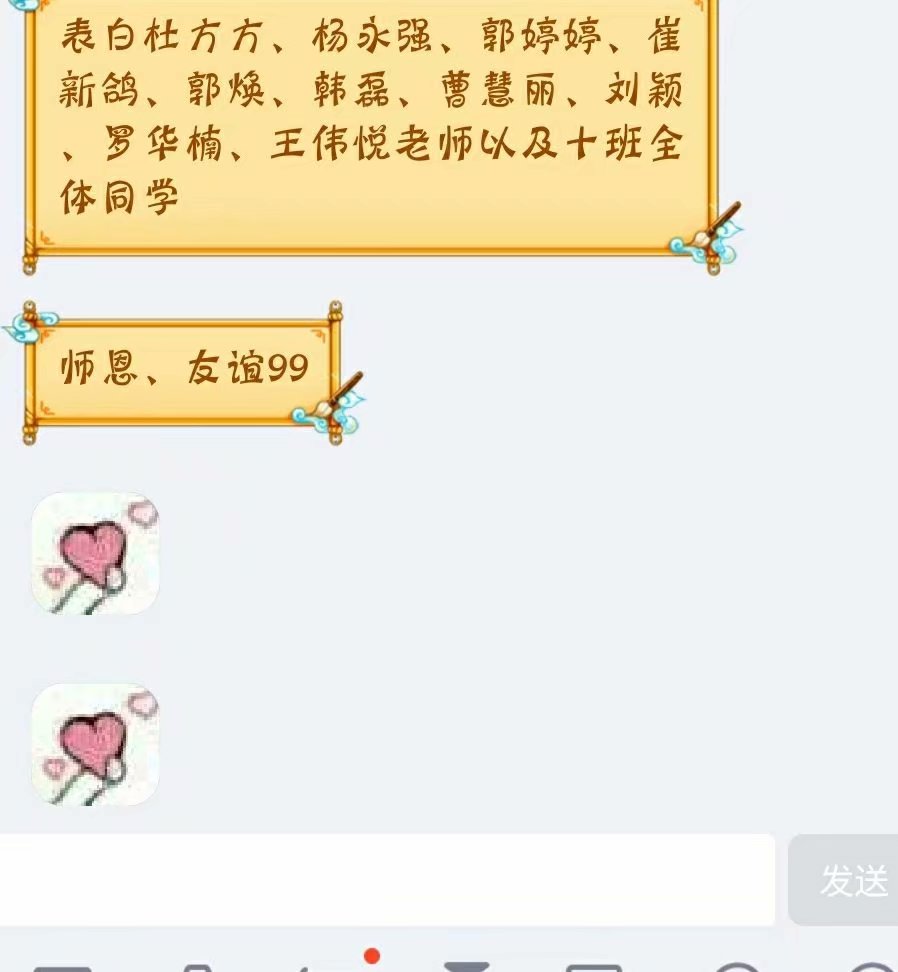 表白杜方方、杨永强、郭婷婷、崔
新鸽、郭焕、韩磊、曹慧丽、刘颖
、罗华楠、王伟悦老师以及十班全
体同学
师恩、友谊99
发送